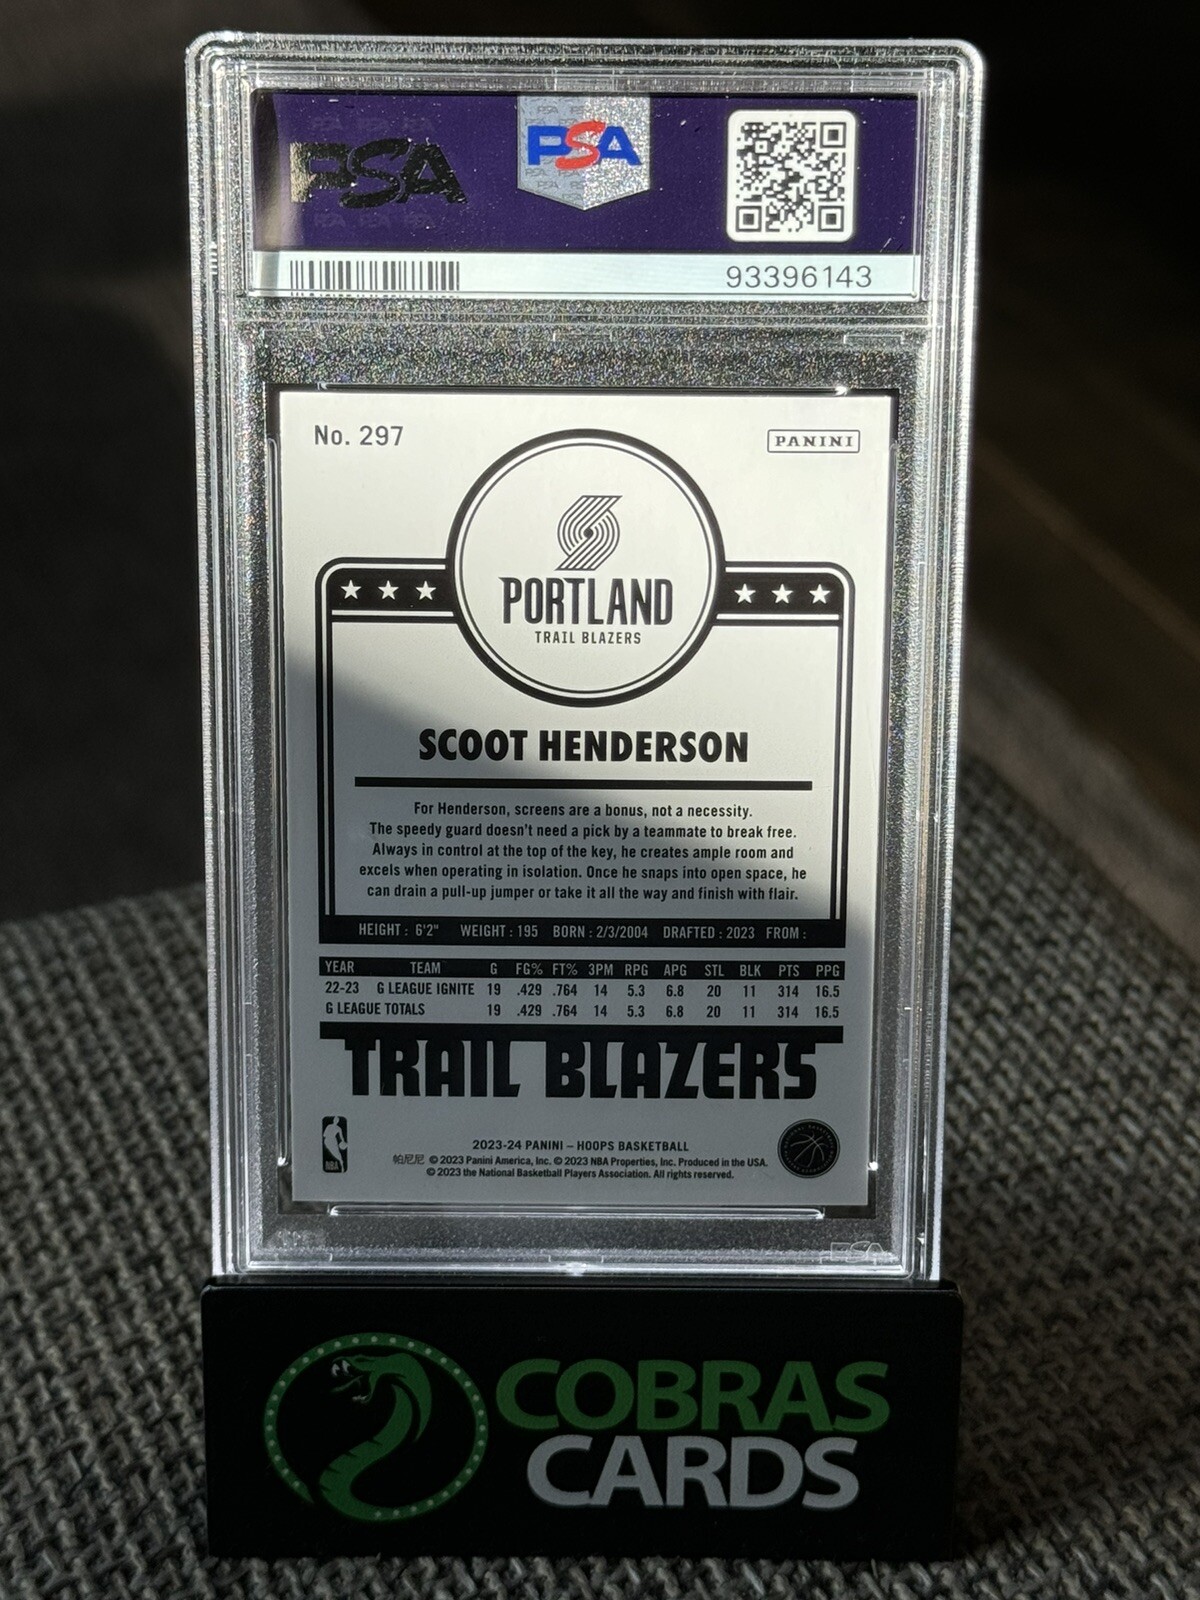 PSA
PSA
93396143
No. 297
PANINI
PORTLAND
TRAIL BLAZERS
SCOOT HENDERSON
For Henderson, screens are a bonus, not a necessity.
The speedy guard doesn't need a pick by a teammate to break free.
Always in control at the top of the key, he creates ample room and
excels when operating in isolation. Once he snaps into open space, he
can drain a pull-up jumper or take it all the way and finish with flair.
HEIGHT : 6'2" WEIGHT : 195 BORN : 2/3/2004 DRAFTED : 2023 FROM :
YEAR TEAM G FG% FT% 3PM RPG APG STL BLK PTS PPG
22-23 G LEAGUE IGNITE 19 .429 .764 14 5.3 6.8 20 11 314 16.5
G LEAGUE TOTALS 19 .429 .764 14 5.3 6.8 20 11 314 16.5
TRAIL BLAZERS
NBA
2023-24 PANINI – HOOPS BASKETBALL
帕尼尼 © 2023 Panini America, Inc. © 2023 NBA Properties, Inc. Produced in the USA.
© 2023 the National Basketball Players Association. All rights reserved.
PSA
COBRAS
CARDS